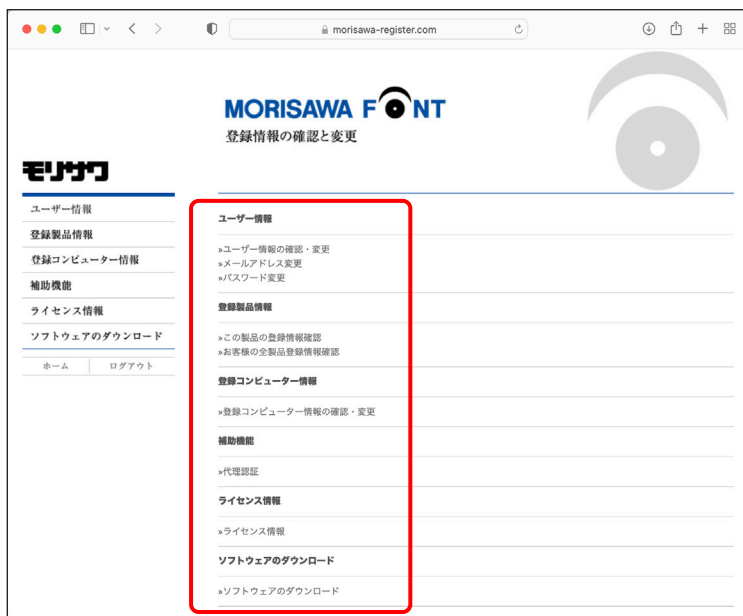 morisawa-register.com
MORISAWA FONT
登録情報の確認と変更
モリサワ
ユーザー情報
登録製品情報
登録コンピューター情報
補助機能
ライセンス情報
ソフトウェアのダウンロード
ホーム
ログアウト
ユーザー情報
»ユーザー情報の確認・変更
»メールアドレス変更
»パスワード変更
登録製品情報
»この製品の登録情報確認
»お客様の全製品登録情報確認
登録コンピューター情報
»登録コンピューター情報の確認・変更
補助機能
»代理認証
ライセンス情報
»ライセンス情報
ソフトウェアのダウンロード
»ソフトウェアのダウンロード